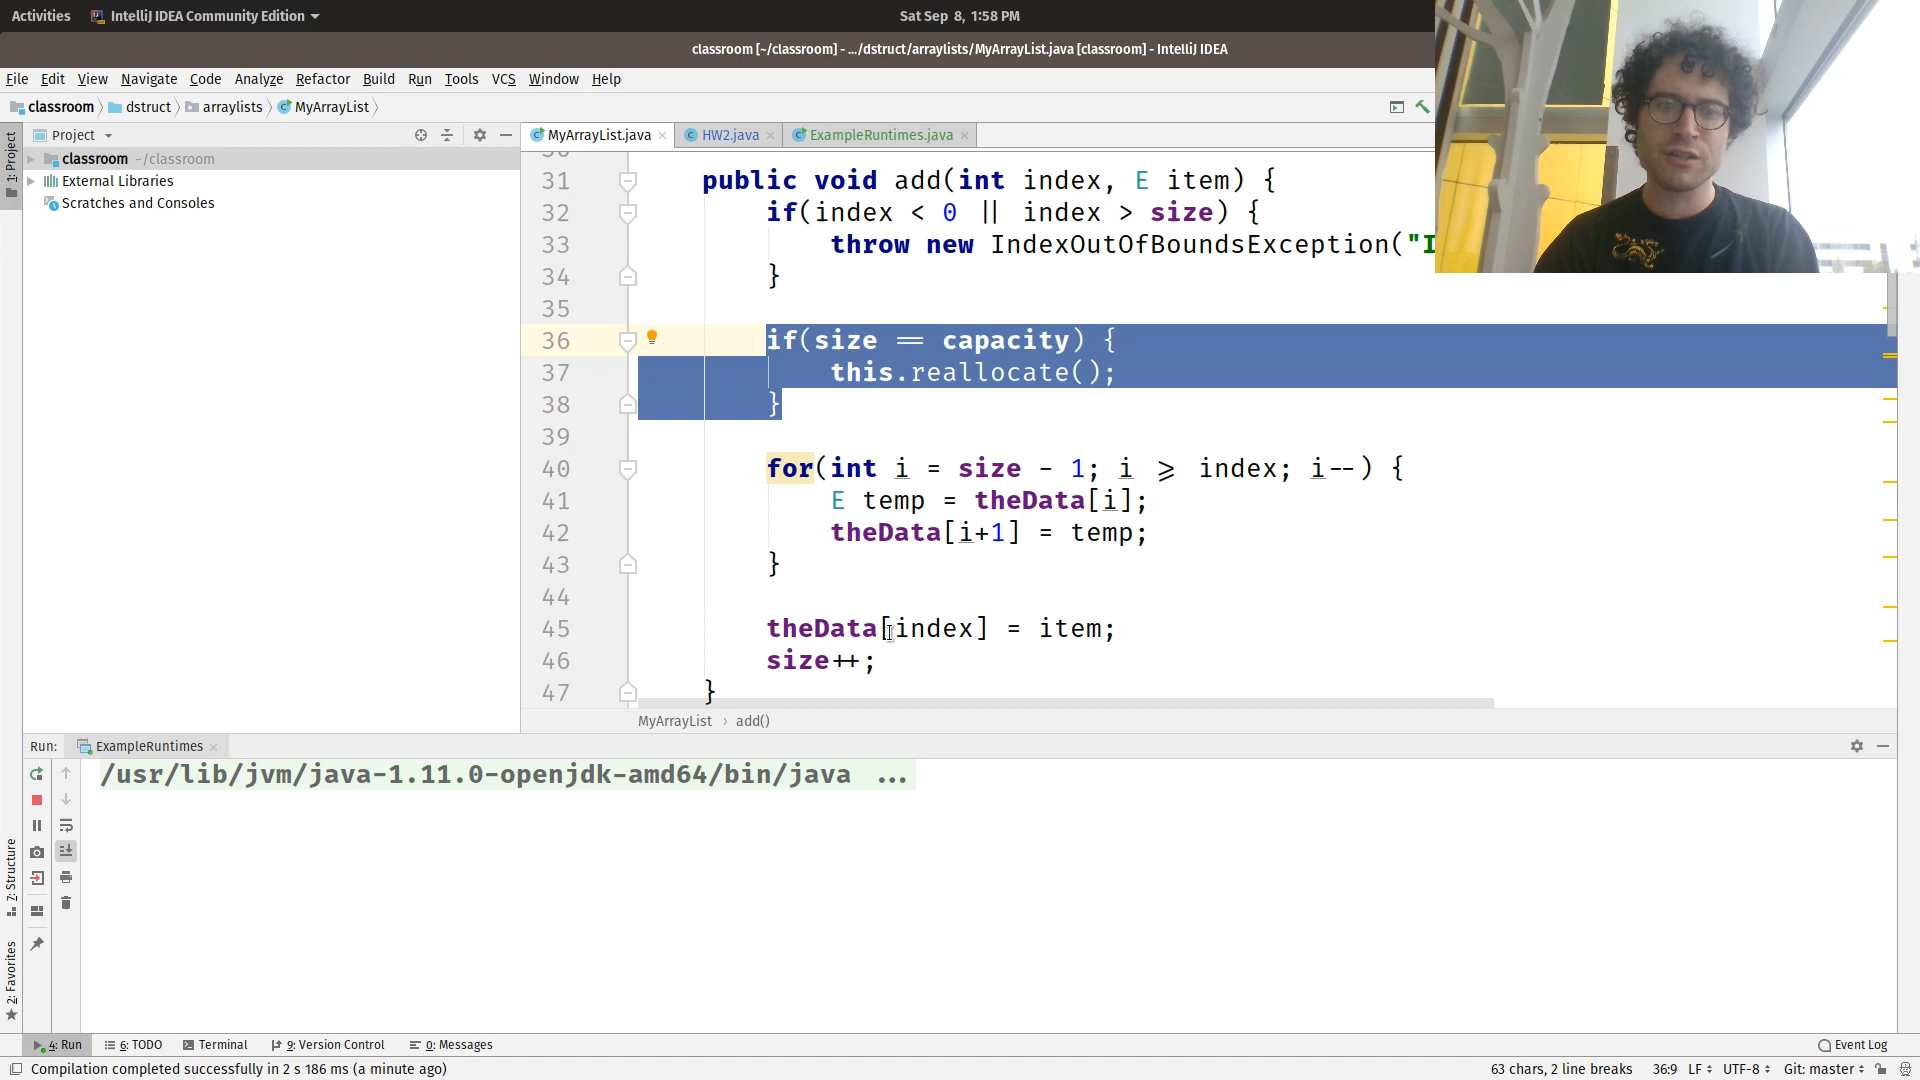 Activities IntelliJ IDEA Community Edition Sat Sep 8, 1:58 PM
classroom [~/classroom] - .../dstruct/arraylists/MyArrayList.java [classroom] - IntelliJ IDEA
File Edit View Navigate Code Analyze Refactor Build Run Tools VCS Window Help
classroom dstruct arraylists MyArrayList
Project
MyArrayList.java HW2.java ExampleRuntimes.java
1: Project
classroom ~/classroom
External Libraries
Scratches and Consoles
31 public void add(int index, E item) {
32 if(index < 0 || index > size) {
33 throw new IndexOutOfBoundsException("I
34 }
35
36 if(size == capacity) {
37 this.reallocate();
38 }
39
40 for(int i = size - 1; i >= index; i--) {
41 E temp = theData[i];
42 theData[i+1] = temp;
43 }
44
45 theData[index] = item;
46 size++;
47 }
MyArrayList › add()
Run: ExampleRuntimes
/usr/lib/jvm/java-1.11.0-openjdk-amd64/bin/java ...
7: Structure
2: Favorites
4: Run 6: TODO Terminal 9: Version Control 0: Messages Event Log
Compilation completed successfully in 2 s 186 ms (a minute ago) 63 chars, 2 line breaks 36:9 LF UTF-8 Git: master